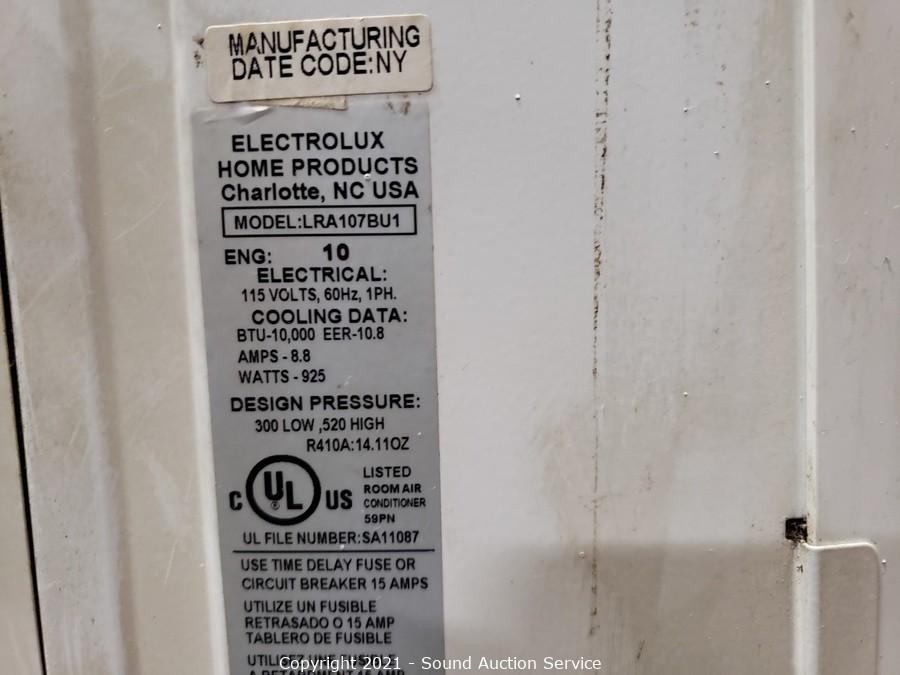 MANUFACTURING
DATE CODE:NY
ELECTROLUX
HOME PRODUCTS
Charlotte, NC USA
MODEL:LRA107BU1
ENG: 10
ELECTRICAL:
115 VOLTS, 60Hz, 1PH.
COOLING DATA:
BTU-10,000 EER-10.8
AMPS - 8.8
WATTS - 925
DESIGN PRESSURE:
300 LOW ,520 HIGH
R410A:14.11OZ
C UL ® US
LISTED
ROOM AIR
CONDITIONER
59PN
UL FILE NUMBER:SA11087
USE TIME DELAY FUSE OR
CIRCUIT BREAKER 15 AMPS
UTILIZE UN FUSIBLE
RETRASADO O 15 AMP
TABLERO DE FUSIBLE
Copyright 2021 - Sound Auction Service